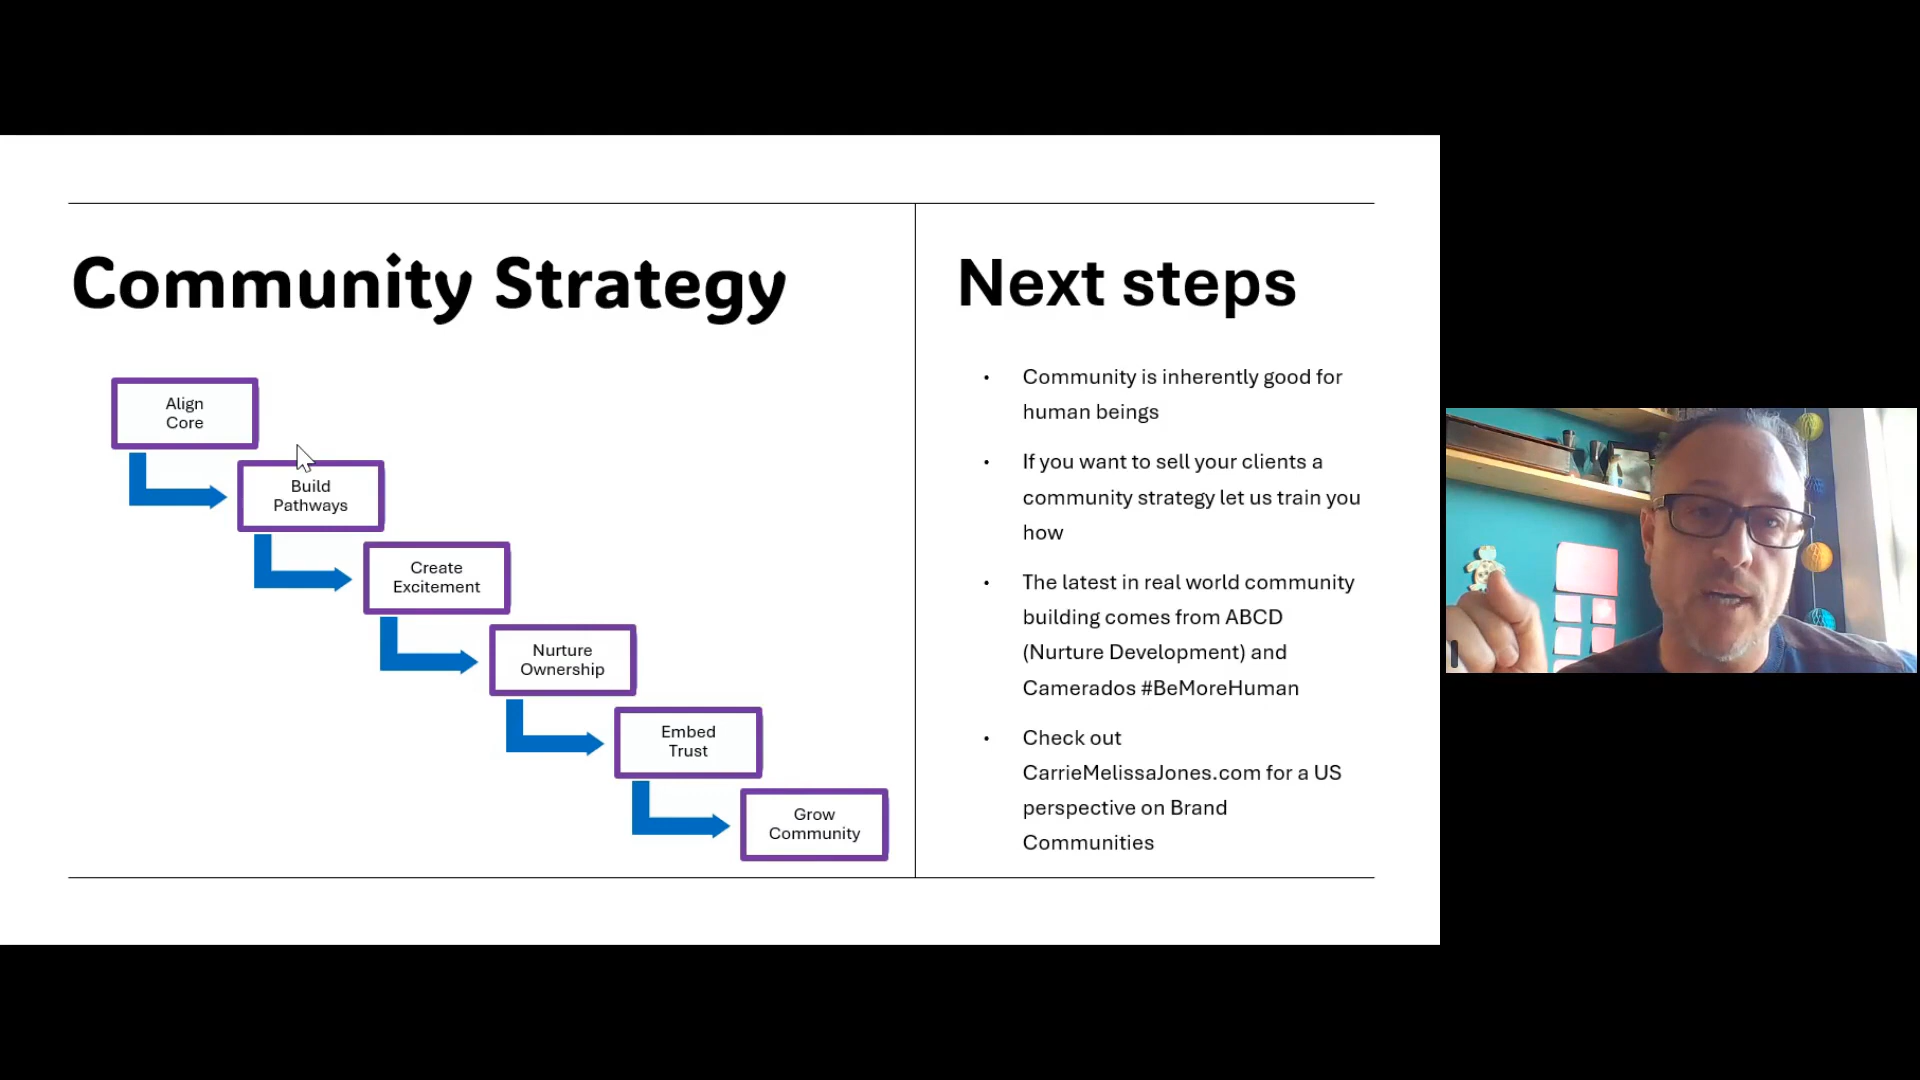 Community Strategy
Align
Core
Build
Pathways
Create
Excitement
Nurture
Ownership
Embed
Trust
Grow
Community
Next steps
• Community is inherently good for
human beings
• If you want to sell your clients a
community strategy let us train you
how
• The latest in real world community
building comes from ABCD
(Nurture Development) and
Camerados #BeMoreHuman
• Check out
CarrieMelissaJones.com for a US
perspective on Brand
Communities